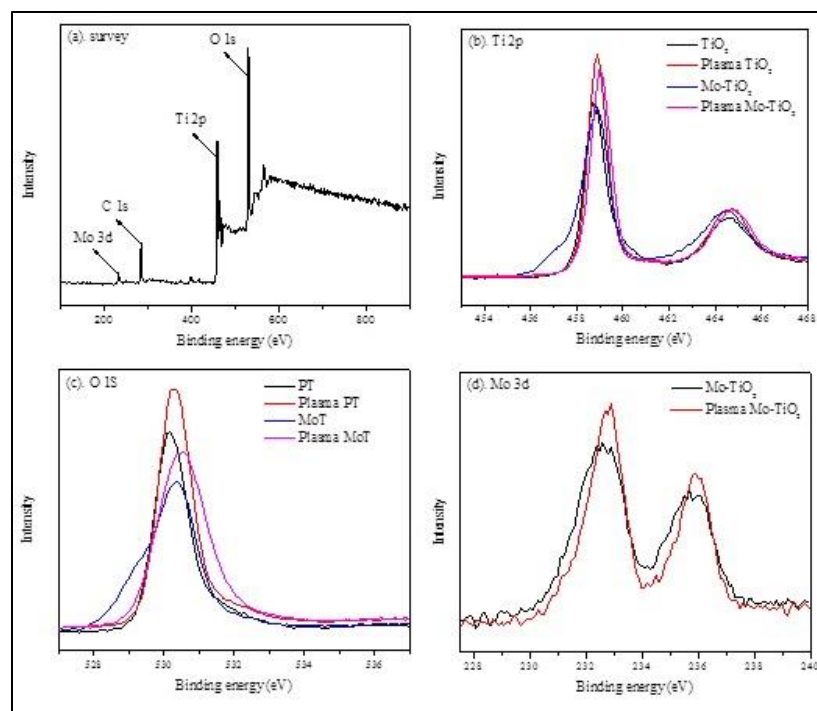 (a). survey
O 1s
Ti 2p
C 1s
Mo 3d
Intensity
200
400
600
800
Binding energy (eV)
(b). Ti 2p
TiO₂
Plasma TiO₂
Mo-TiO₂
Plasma Mo-TiO₂
Intensity
454
456
458
460
462
464
466
468
Binding energy (eV)
(c). O 1S
PT
Plasma PT
MoT
Plasma MoT
Intensity
528
530
532
534
536
Binding energy (eV)
(d). Mo 3d
Mo-TiO₂
Plasma Mo-TiO₂
Intensity
228
230
232
234
236
238
240
Binding energy (eV)